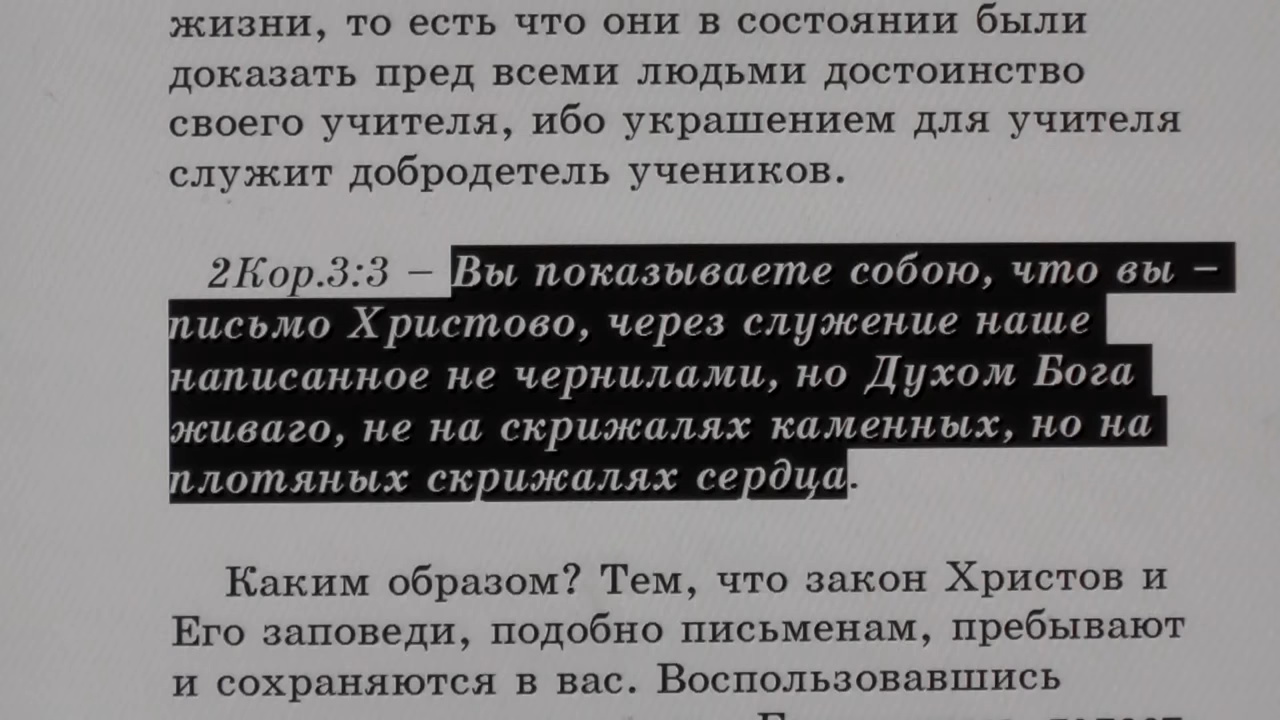 жизни, то есть что они в состоянии были
доказать пред всеми людьми достоинство
своего учителя, ибо украшением для учителя
служит добродетель учеников.
2Кор.3:3 – Вы показываете собою, что вы –
письмо Христово, через служение наше
написанное не чернилами, но Духом Бога
живаго, не на скрижалях каменных, но на
плотяных скрижалях сердца.
Каким образом? Тем, что закон Христов и
Его заповеди, подобно письменам, пребывают
и сохраняются в вас. Воспользовавшись